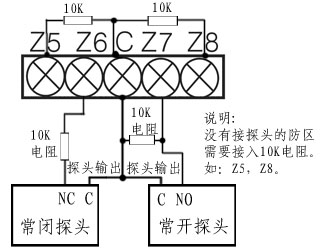 10K 10K
Z5 Z6 C Z7 Z8
10K
电阻
10K
电阻
说明:
没有接探头的防区
需要接入10K电阻。
如: Z5, Z8。
探头输出 探头输出
NC C C NO
常闭探头 常开探头